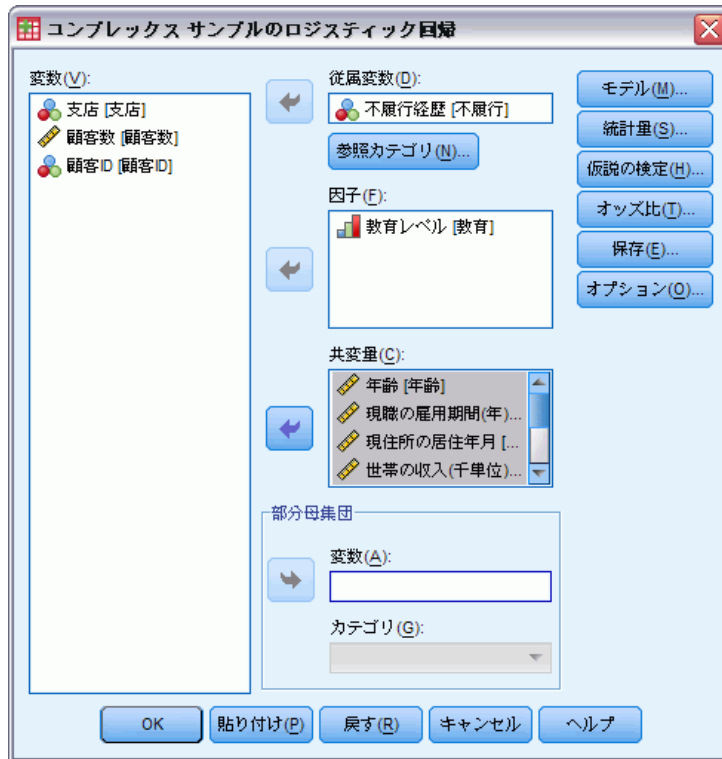 コンプレックス サンプルのロジスティック回帰
変数(V):
支店 [支店]
顧客数 [顧客数]
顧客ID [顧客ID]
従属変数(D):
不履行経歴 [不履行]
参照カテゴリ(N)...
因子(F):
教育レベル [教育]
共変量(C):
年齢 [年齢]
現職の雇用期間(年)...
現住所の居住年月 [...
世帯の収入(千単位)...
部分母集団
変数(A):
カテゴリ(G):
モデル(M)...
統計量(S)...
仮説の検定(H)...
オッズ比(T)...
保存(E)...
オプション(O)...
OK
貼り付け(P)
戻す(R)
キャンセル
ヘルプ